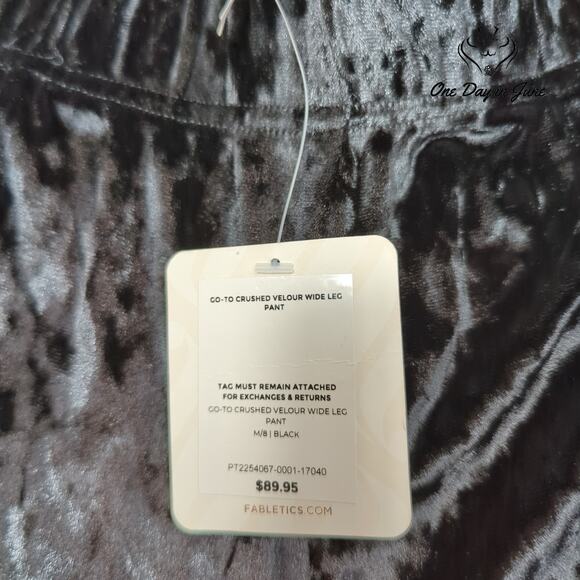 One Day in June
GO-TO CRUSHED VELOUR WIDE LEG
PANT
TAG MUST REMAIN ATTACHED
FOR EXCHANGES & RETURNS
GO-TO CRUSHED VELOUR WIDE LEG
PANT
M/8 | BLACK
PT2254067-0001-17040
$89.95
FABLETICS.COM